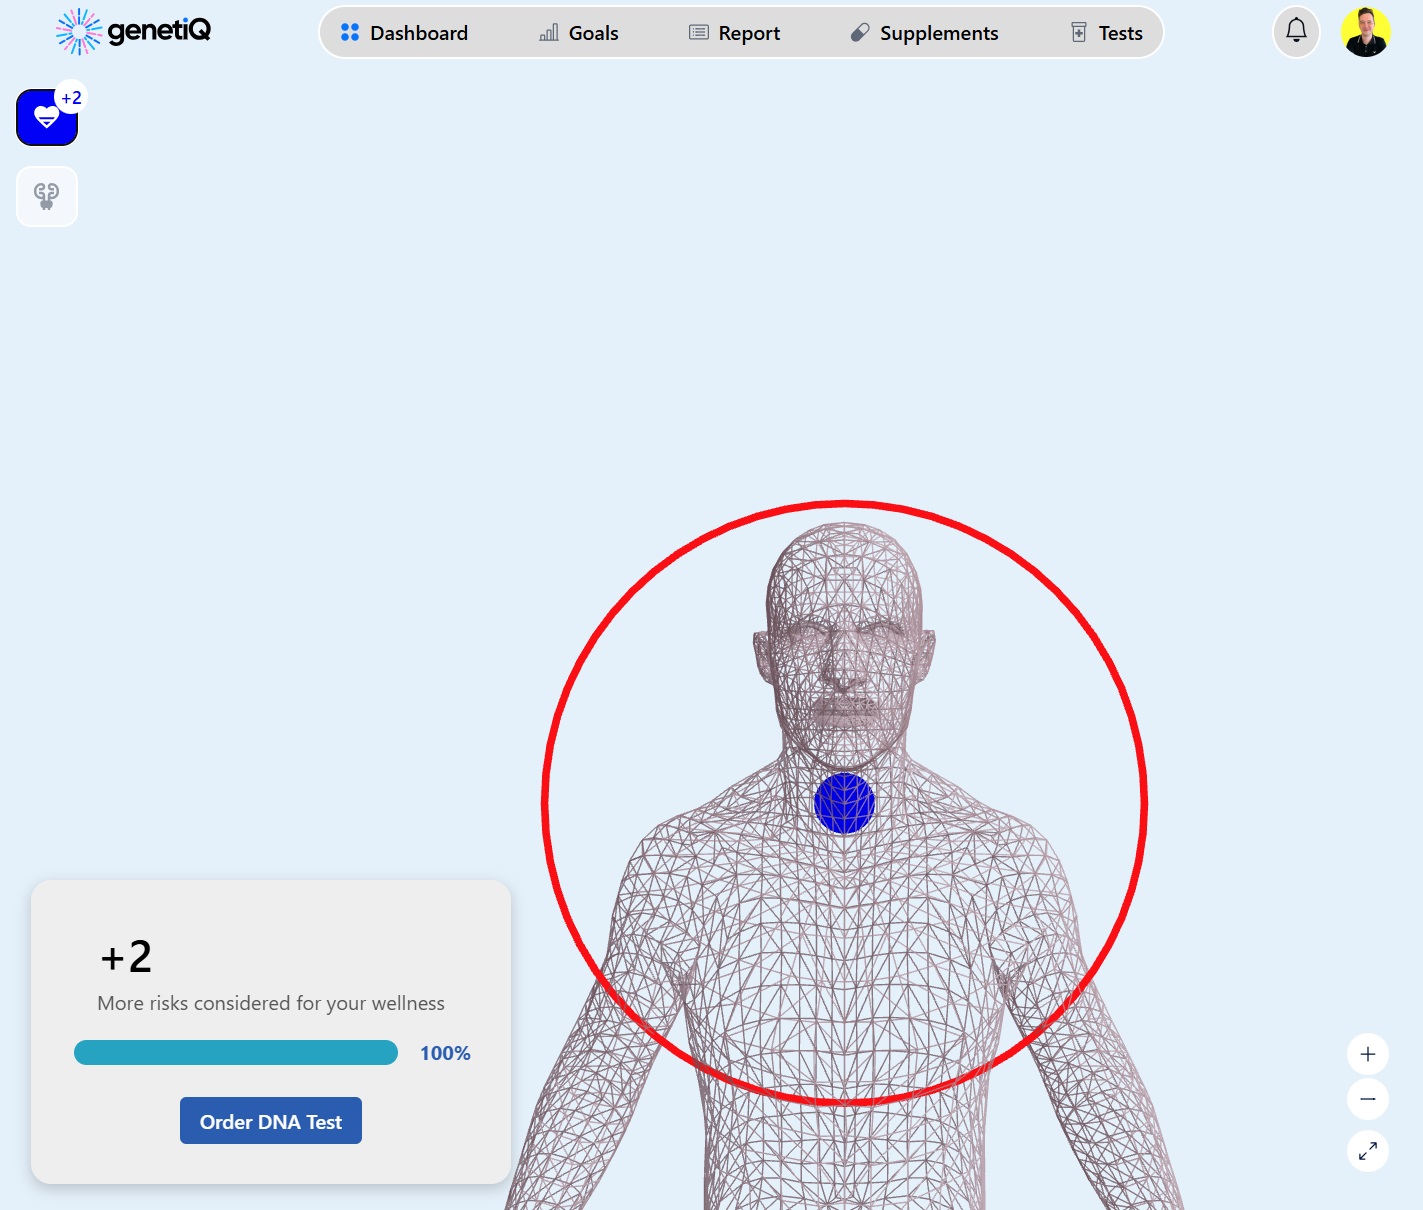 genetiQ
Dashboard
Goals
Report
Supplements
Tests
+2
+2
More risks considered for your wellness
100%
Order DNA Test